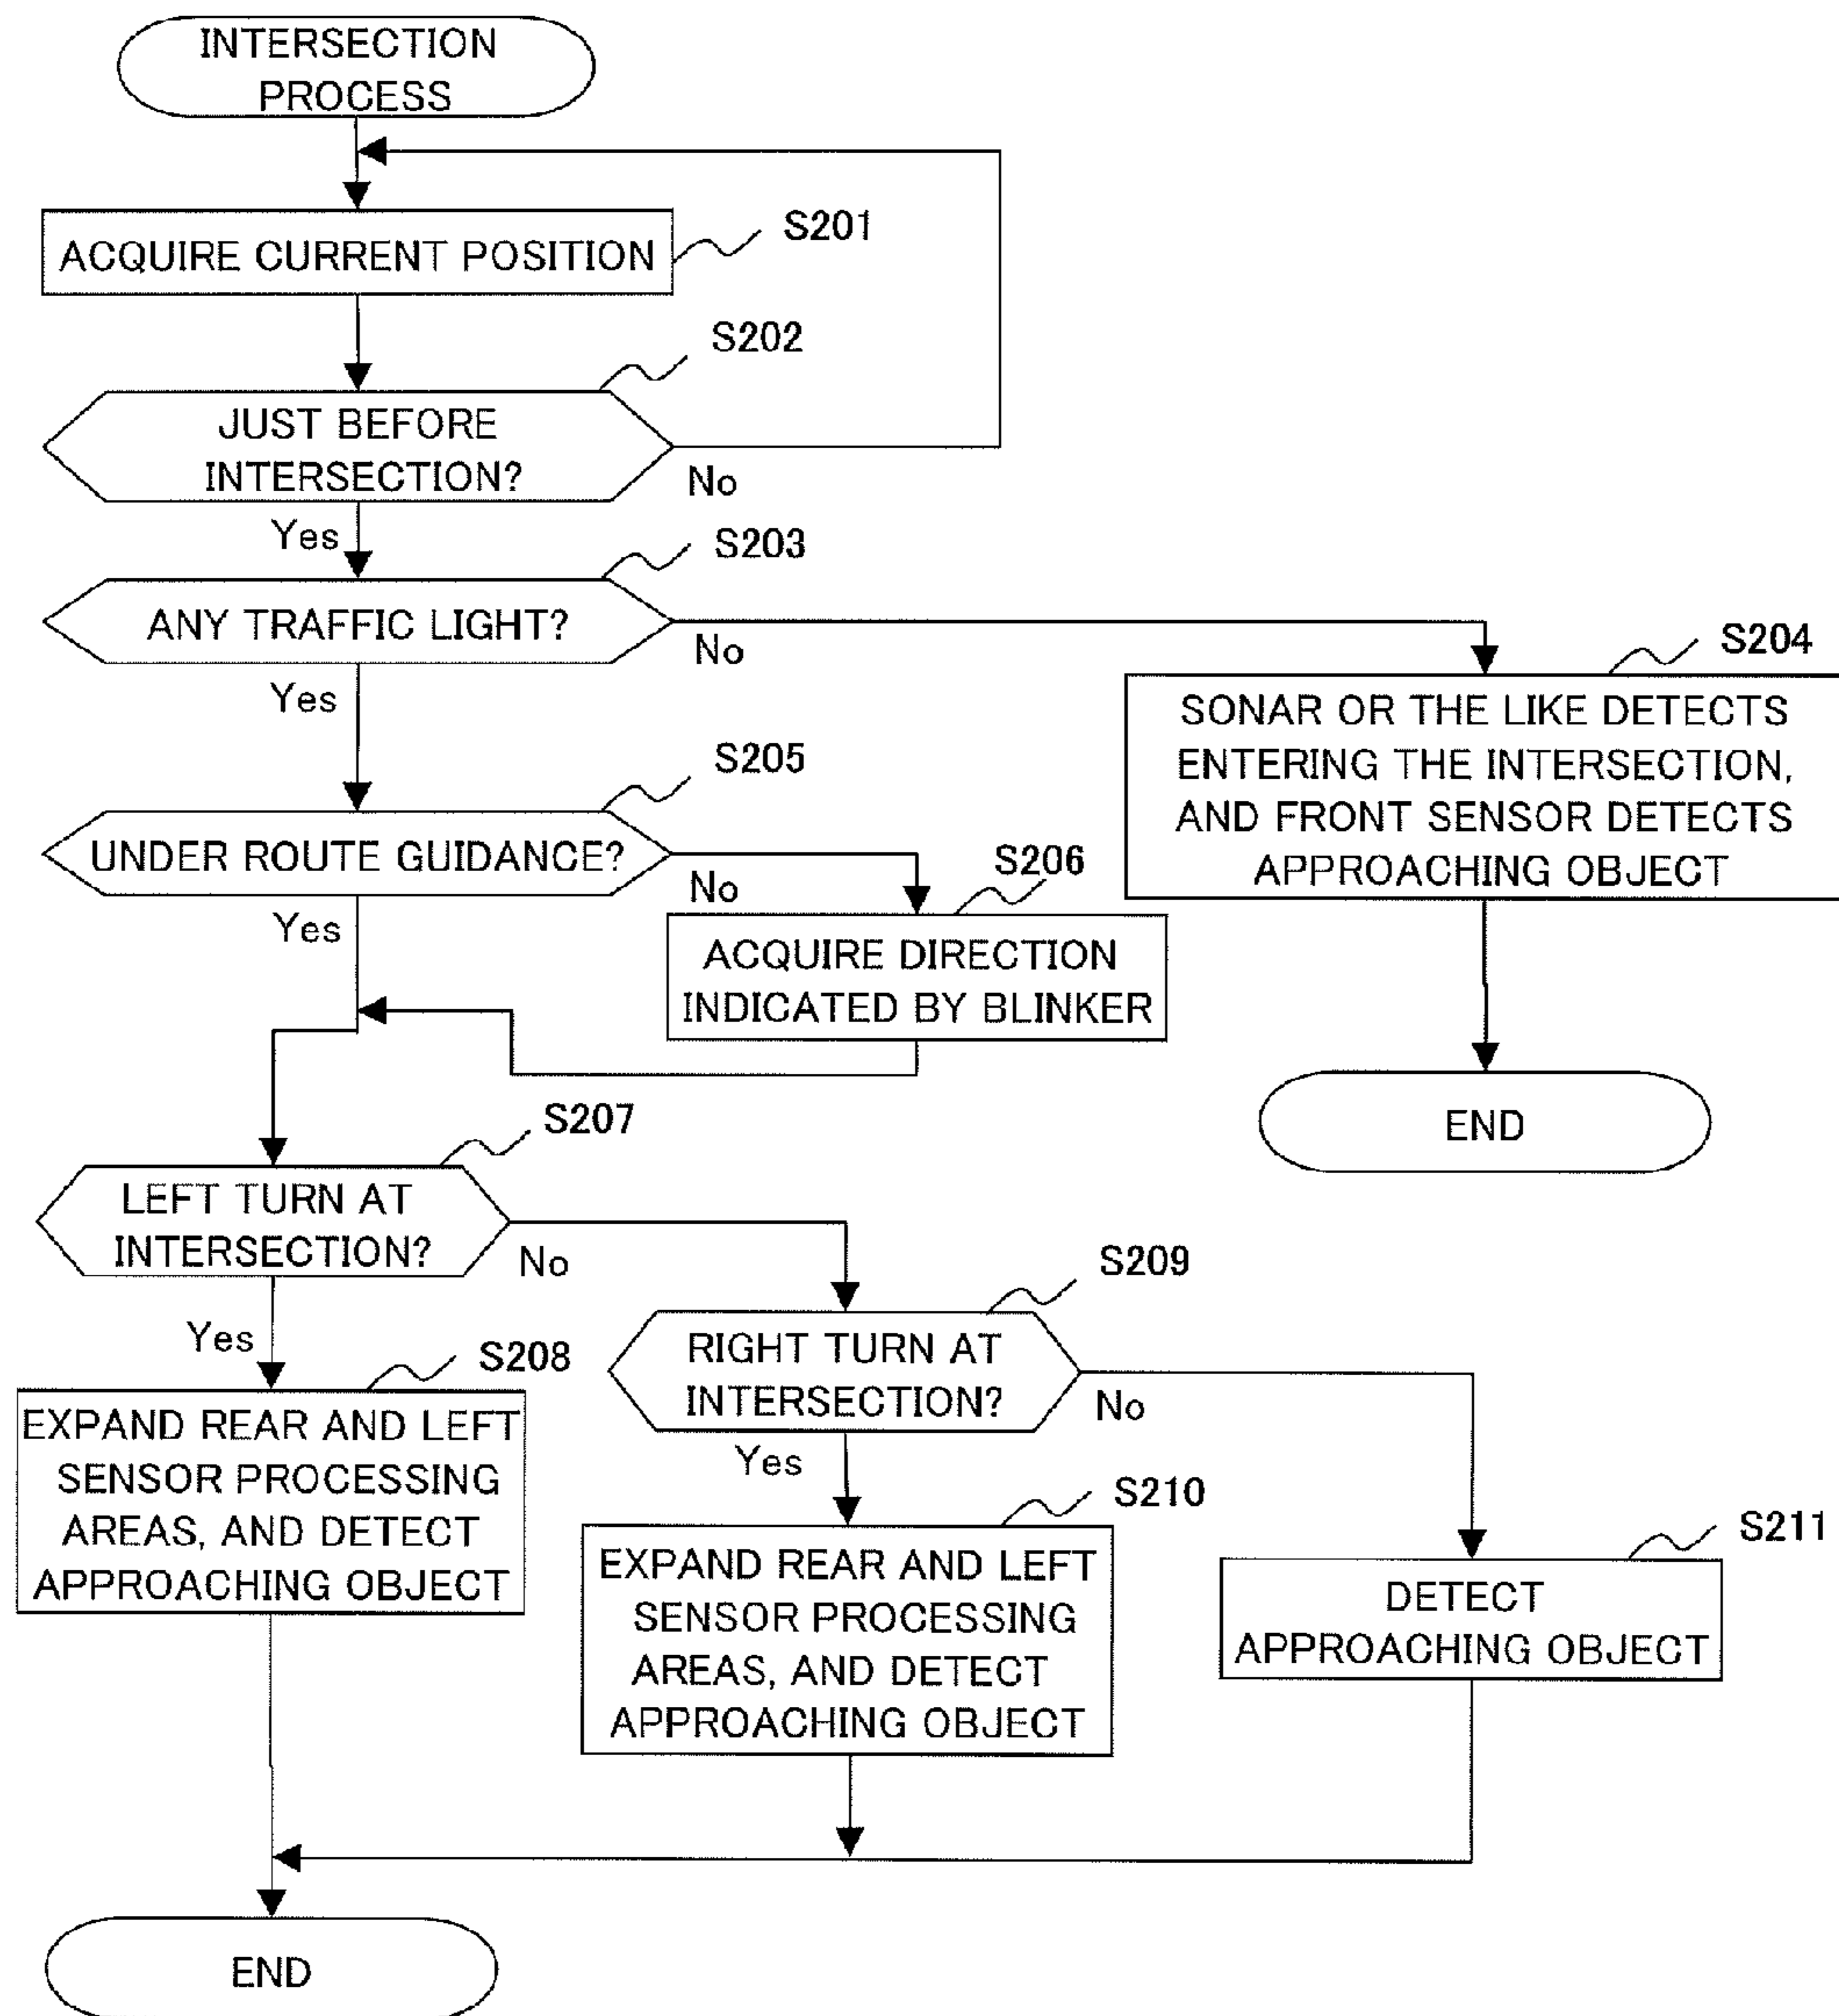 INTERSECTION
PROCESS
ACQUIRE CURRENT POSITION
S201
S202
JUST BEFORE
INTERSECTION?
No
Yes
S203
ANY TRAFFIC LIGHT?
No
Yes
S204
SONAR OR THE LIKE DETECTS
ENTERING THE INTERSECTION,
AND FRONT SENSOR DETECTS
APPROACHING OBJECT
END
S205
UNDER ROUTE GUIDANCE?
No
Yes
S206
ACQUIRE DIRECTION
INDICATED BY BLINKER
S207
LEFT TURN AT
INTERSECTION?
No
Yes
S208
EXPAND REAR AND LEFT
SENSOR PROCESSING
AREAS, AND DETECT
APPROACHING OBJECT
S209
RIGHT TURN AT
INTERSECTION?
No
Yes
S210
EXPAND REAR AND LEFT
SENSOR PROCESSING
AREAS, AND DETECT
APPROACHING OBJECT
S211
DETECT
APPROACHING OBJECT
END